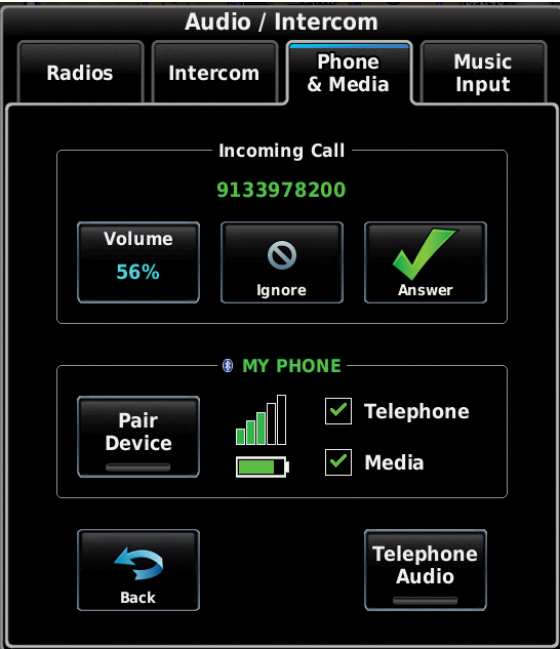 Audio / Intercom
Radios
Intercom
Phone
& Media
Music
Input
Incoming Call
9133978200
Volume
56%
Ignore
Answer
MY PHONE
Pair
Device
Telephone
Media
Back
Telephone
Audio